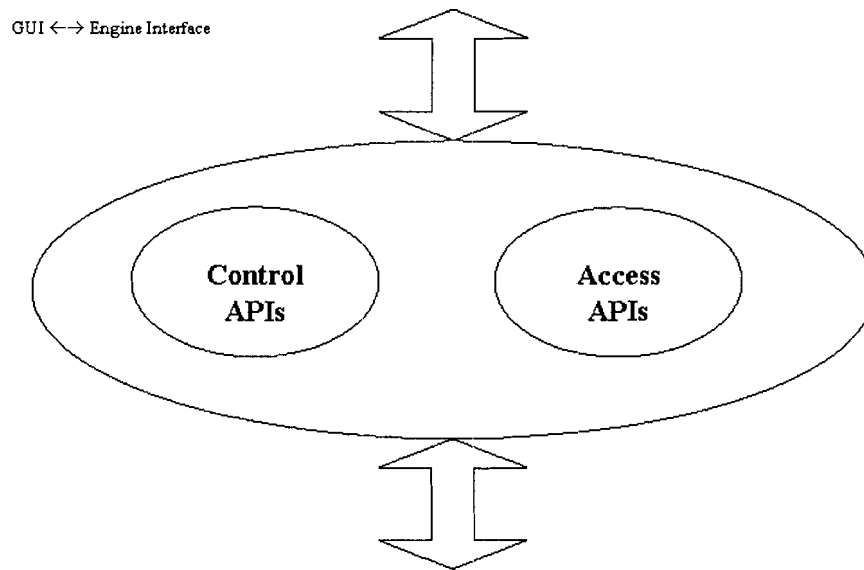 GUI ←→ Engine Interface
Control
APIs
Access
APIs